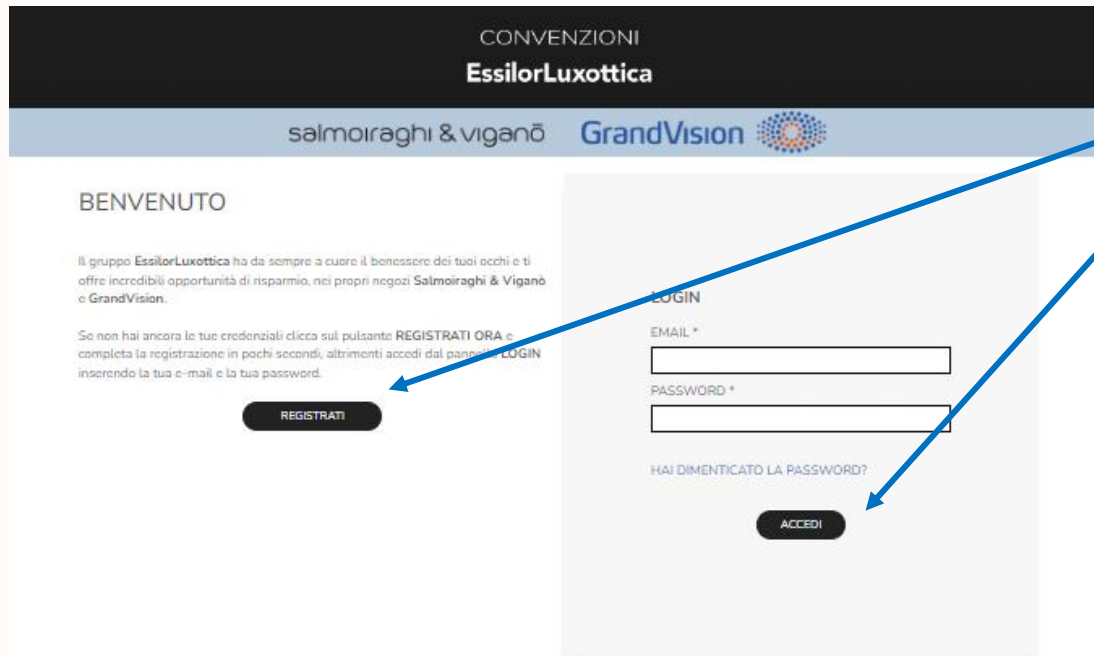 CONVENZIONI
EssilorLuxottica
salmoiraghi & viganò GrandVision
BENVENUTO
Il gruppo EssilorLuxottica ha da sempre a cuore il benessere dei tuoi occhi e ti
offre incredibili opportunità di risparmio, nei propri negozi Salmoiraghi & Viganò
e GrandVision.
Se non hai ancora le tue credenziali clicca sul pulsante REGISTRATI ORA e
completa la registrazione in pochi secondi, altrimenti accedi dal pannello LOGIN
inserendo la tua e-mail e la tua password.
REGISTRATI
LOGIN
EMAIL *
PASSWORD *
HAI DIMENTICATO LA PASSWORD?
ACCEDI